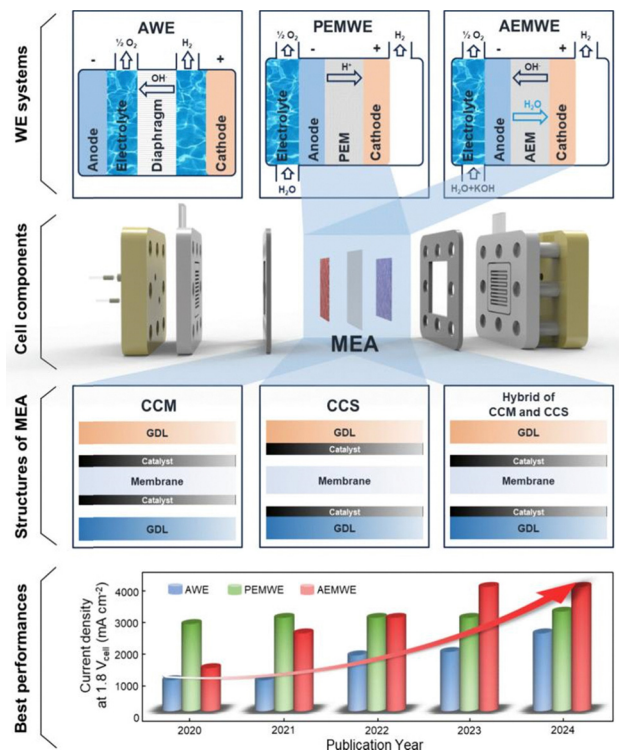 WE systems
AWE
½ O₂
H₂
-
+
OH⁻
Anode
Electrolyte
Diaphragm
Cathode
PEMWE
½ O₂
-
+
H₂
H⁺
Electrolyte
Anode
PEM
Cathode
H₂O
AEMWE
½ O₂
-
+
H₂
OH⁻
H₂O
Electrolyte
Anode
AEM
Cathode
H₂O+KOH
Cell components
MEA
Structures of MEA
CCM
GDL
Catalyst
Membrane
Catalyst
GDL
CCS
GDL
Catalyst
Membrane
Catalyst
GDL
Hybrid of
CCM and CCS
GDL
Catalyst
Membrane
Catalyst
GDL
Best performances
Current density
at 1.8 Vcell (mA cm⁻²)
4000
3000
2000
1000
0
AWE
PEMWE
AEMWE
2020
2021
2022
2023
2024
Publication Year